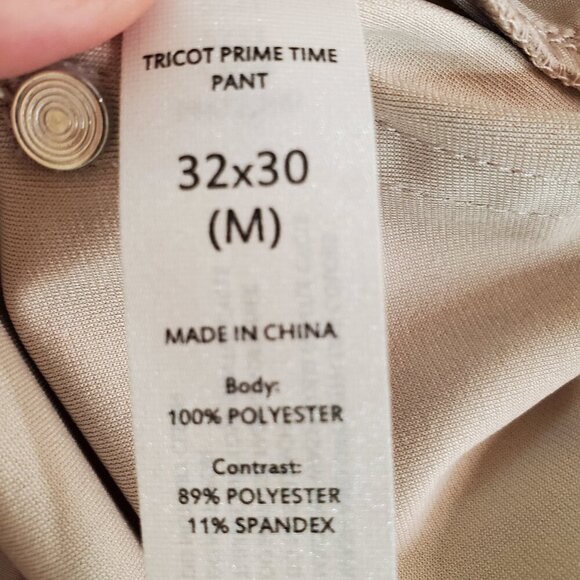 TRICOT PRIME TIME
PANT
32x30
(M)
MADE IN CHINA
Body:
100% POLYESTER
Contrast:
89% POLYESTER
11% SPANDEX